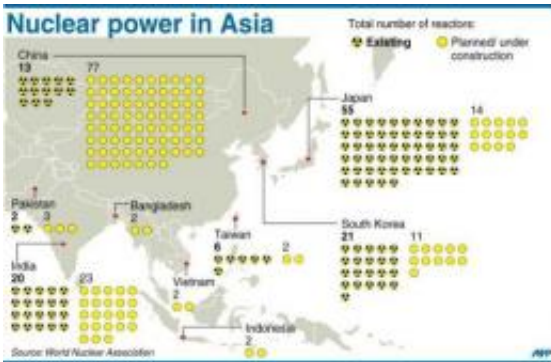 Nuclear power in Asia
Total number of reactors:
Existing
Planned/ under
construction
China
13 77
Japan
55 14
Pakistan
2 3
Bangladesh
2
Taiwan
6 2
South Korea
21 11
India
20 23
Vietnam
2
Indonesia
2
Source: World Nuclear Association
AFP